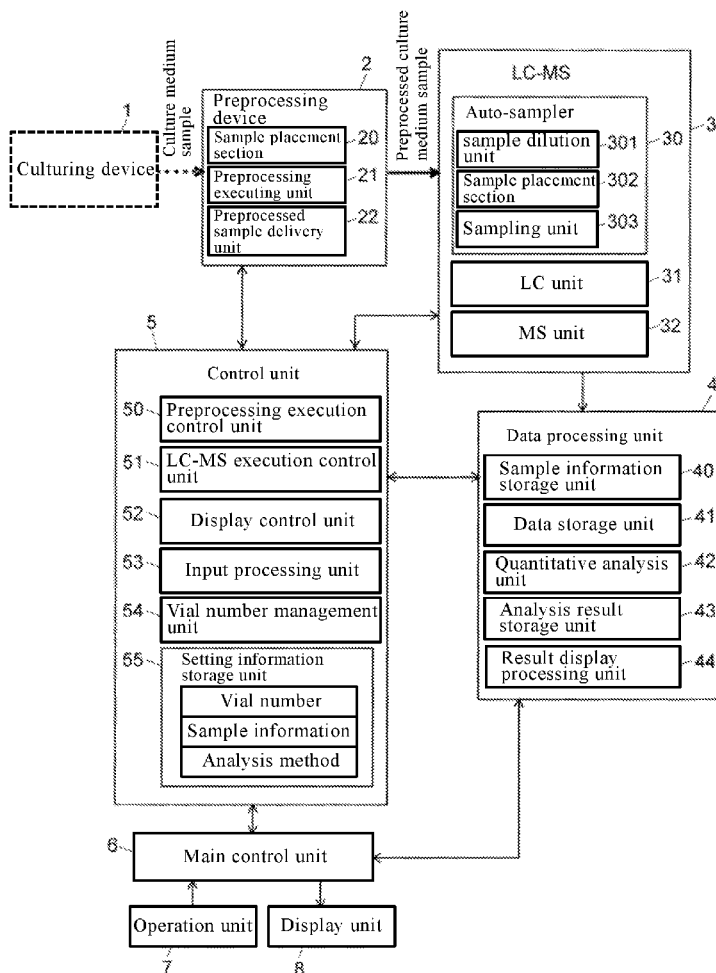 1
Culturing device
Culture medium
sample
2
Preprocessing
device
Sample placement
section
20
Preprocessing
executing unit
21
Preprocessed
sample delivery
unit
22
Preprocessed culture
medium sample
LC-MS
3
Auto-sampler
30
sample dilution
unit
301
Sample placement
section
302
Sampling unit
303
LC unit
31
MS unit
32
5
Control unit
50
Preprocessing execution
control unit
51
LC-MS execution control
unit
52
Display control unit
53
Input processing unit
54
Vial number management
unit
55
Setting information
storage unit
Vial number
Sample information
Analysis method
4
Data processing unit
Sample information
storage unit
40
Data storage unit
41
Quantitative analysis
unit
42
Analysis result
storage unit
43
Result display
processing unit
44
6
Main control unit
Operation unit
7
Display unit
8